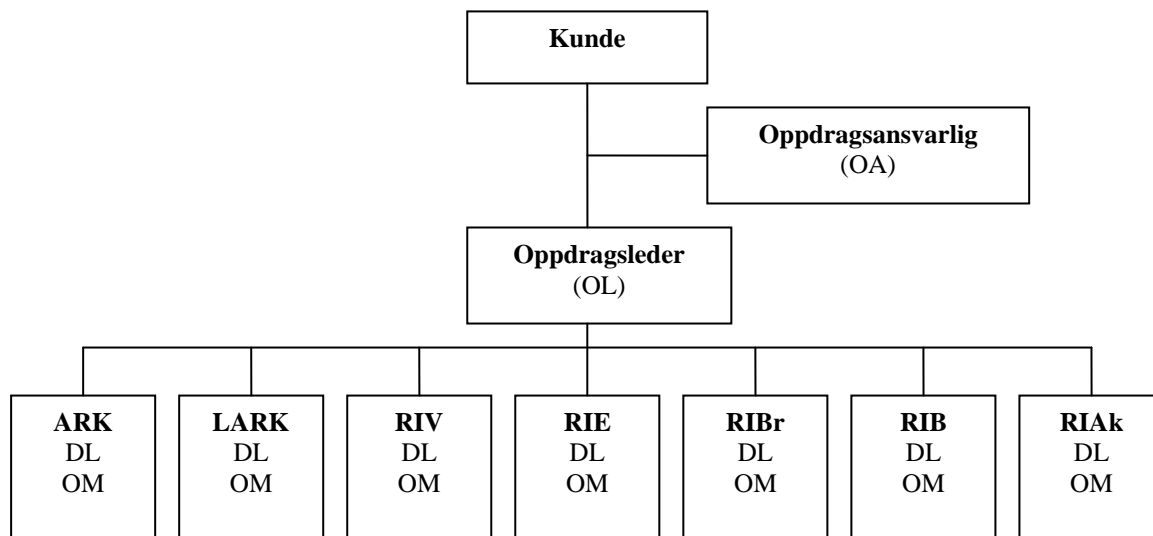 Kunde
Oppdragsansvarlig
(OA)
Oppdragsleder
(OL)
ARK
DL
OM
LARK
DL
OM
RIV
DL
OM
RIE
DL
OM
RIBr
DL
OM
RIB
DL
OM
RIAk
DL
OM